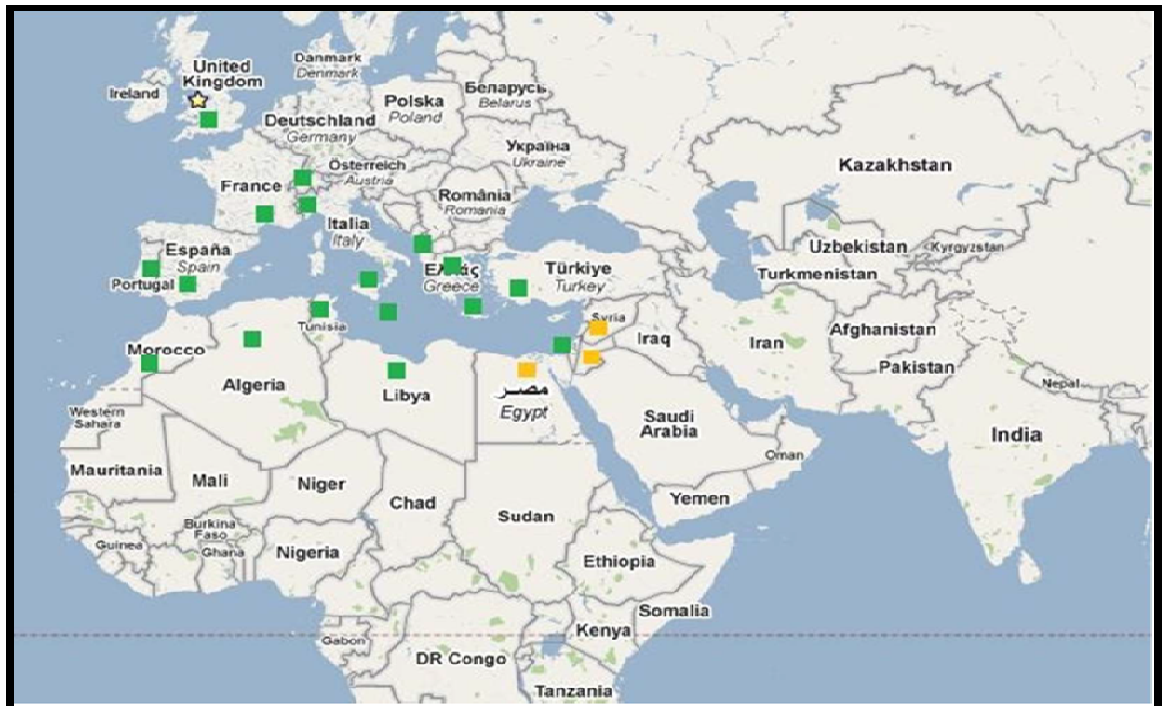 Danmark
Denmark
United
Kingdom
Ireland
Беларусь
Belarus
Polska
Poland
Deutschland
Germany
Україна
Ukraine
Österreich
Austria
Kazakhstan
France
România
Romania
Italia
Italy
España
Spain
Uzbekistan
Kyrgyzstan
Portugal
Greece
Türkiye
Turkey
Turkmenistan
Tunisia
Syria
Iraq
Iran
Afghanistan
Morocco
Pakistan
Algeria
Libya
مصر
Egypt
Nepal
Western
Sahara
Saudi
Arabia
India
Oman
Mauritania
Mali
Niger
Chad
Yemen
Sudan
Burkina
Faso
Guinea
Ghana
Nigeria
Ethiopia
Somalia
Kenya
Gabon
DR Congo
Tanzania